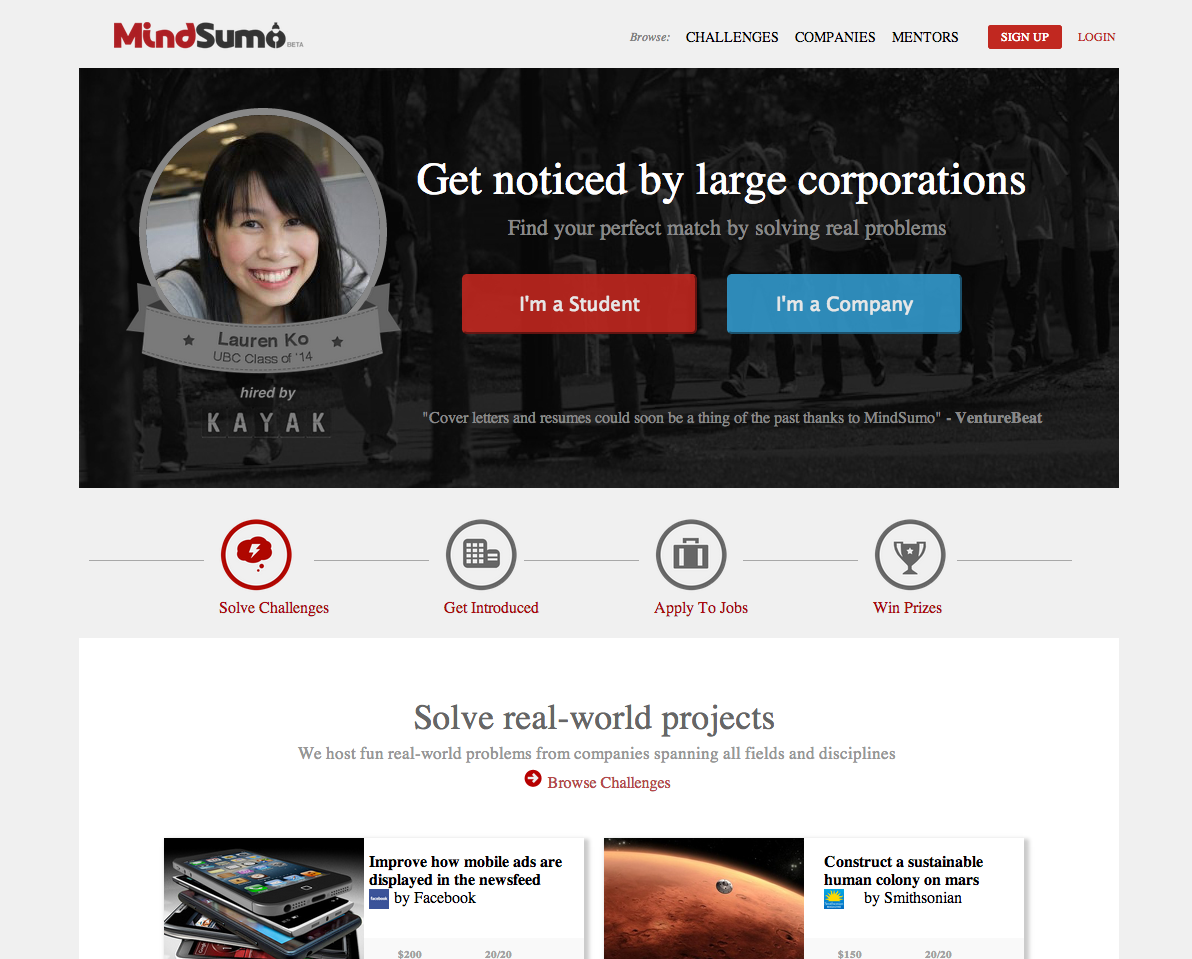 MindSumo BETA
Browse: CHALLENGES COMPANIES MENTORS SIGN UP LOGIN
Get noticed by large corporations
Find your perfect match by solving real problems
I'm a Student I'm a Company
Lauren Ko
UBC Class of '14
hired by
KAYAK
"Cover letters and resumes could soon be a thing of the past thanks to MindSumo" - VentureBeat
Solve Challenges Get Introduced Apply To Jobs Win Prizes
Solve real-world projects
We host fun real-world problems from companies spanning all fields and disciplines
Browse Challenges
Improve how mobile ads are
displayed in the newsfeed
facebook by Facebook
$200 20/20
Construct a sustainable
human colony on mars
by Smithsonian
$150 20/20